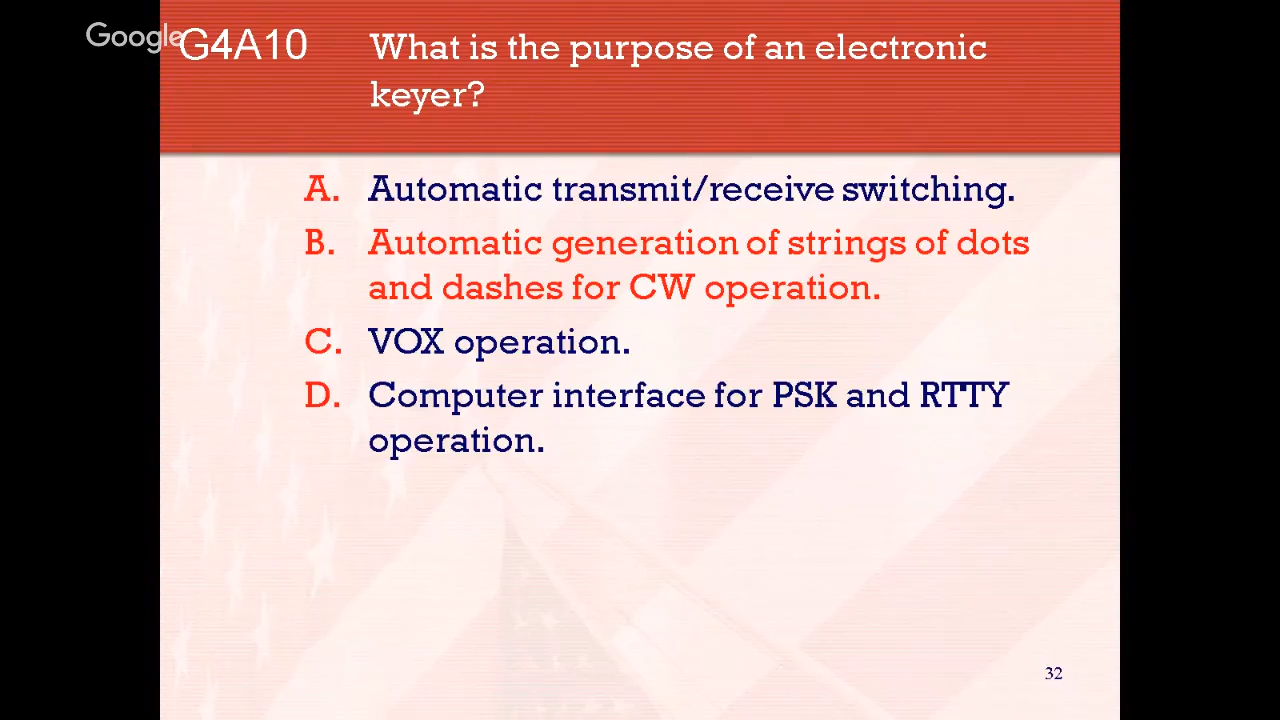 Google
G4A10 What is the purpose of an electronic
keyer?
A. Automatic transmit/receive switching.
B. Automatic generation of strings of dots
and dashes for CW operation.
C. VOX operation.
D. Computer interface for PSK and RTTY
operation.
32